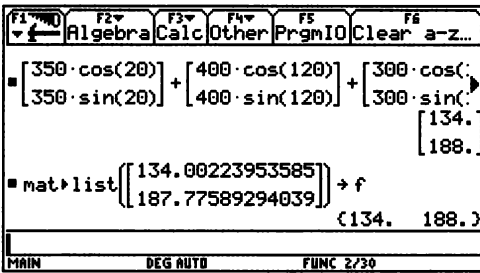 F1 F2 F3 F4 F5 F6
Algebra Calc Other PrgmIO Clear a-z…
[350·cos(20)] + [400·cos(120)] + [300·cos(
[350·sin(20)] + [400·sin(120)] + [300·sin(
[134.
[188.
mat▸list([134.00223953585
187.77589294039]) → f
{134. 188.}
MAIN DEG AUTO FUNC 2/30